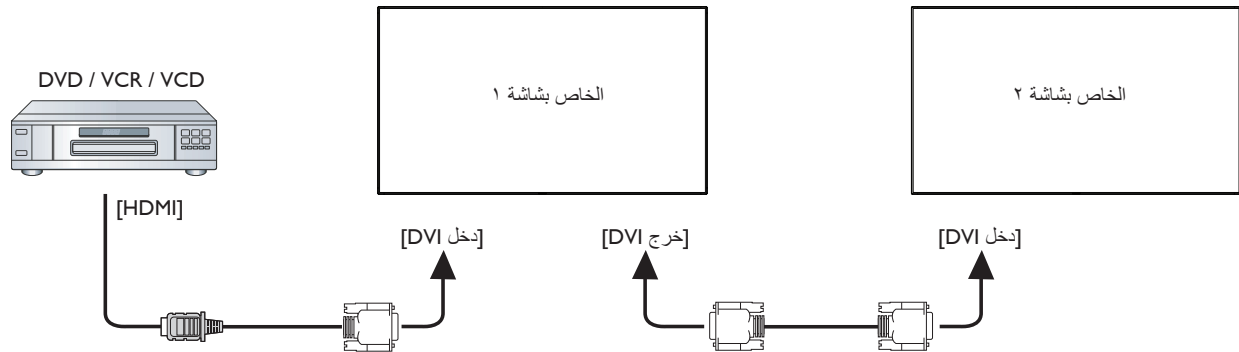 DVD / VCR / VCD
الخاص بشاشة ١
الخاص بشاشة ٢
[HDMI]
[دخل DVI]
[خرج DVI]
[دخل DVI]